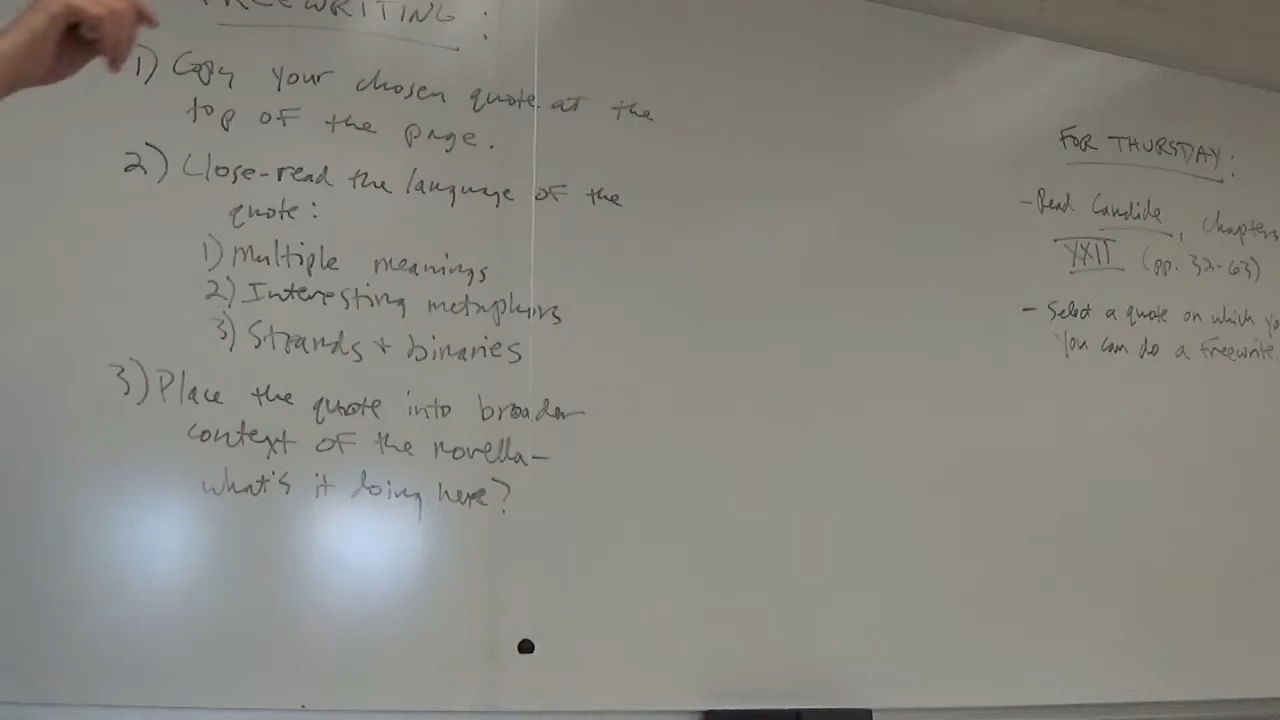 FREEWRITING:
1) Copy your chosen quote at the
top of the page.
2) Close-read the language of the
quote:
1) Multiple meanings
2) Interesting metaphors
3) Strands + binaries
3) Place the quote into broader
context of the novella-
what's it doing here?
FOR THURSDAY:
- Read Candide, chapters
XXII (pp. 32-63)
- Select a quote on which yo
you can do a freewrite.